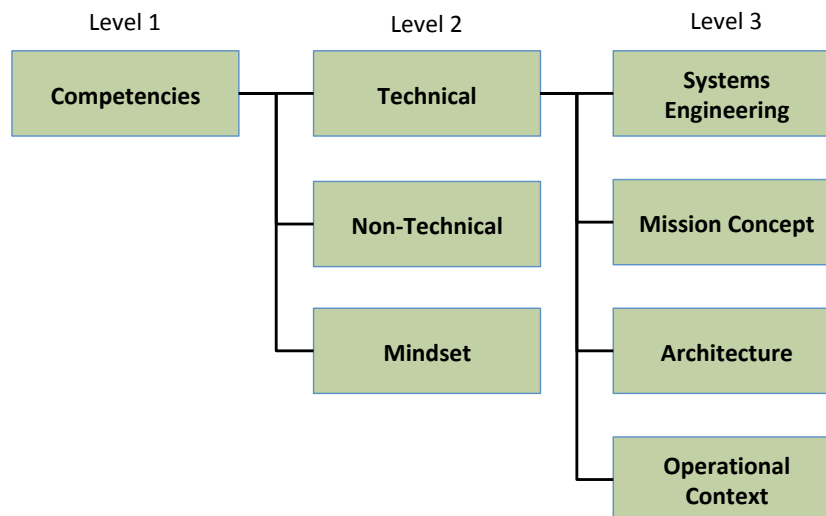 Level 1
Level 2
Level 3
Competencies
Technical
Systems
Engineering
Non-Technical
Mission Concept
Mindset
Architecture
Operational
Context